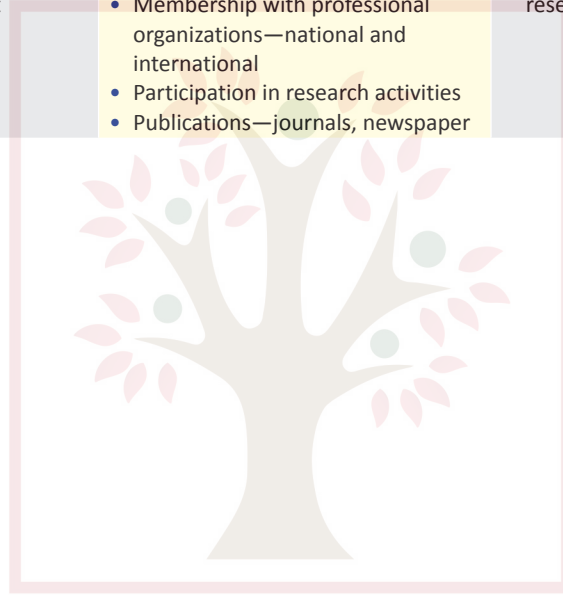 • Membership with professional
organizations—national and
international
• Participation in research activities
• Publications—journals, newspaper